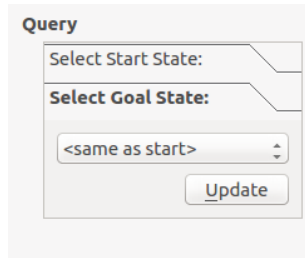 Query
Select Start State:
Select Goal State:
<same as start>
Update